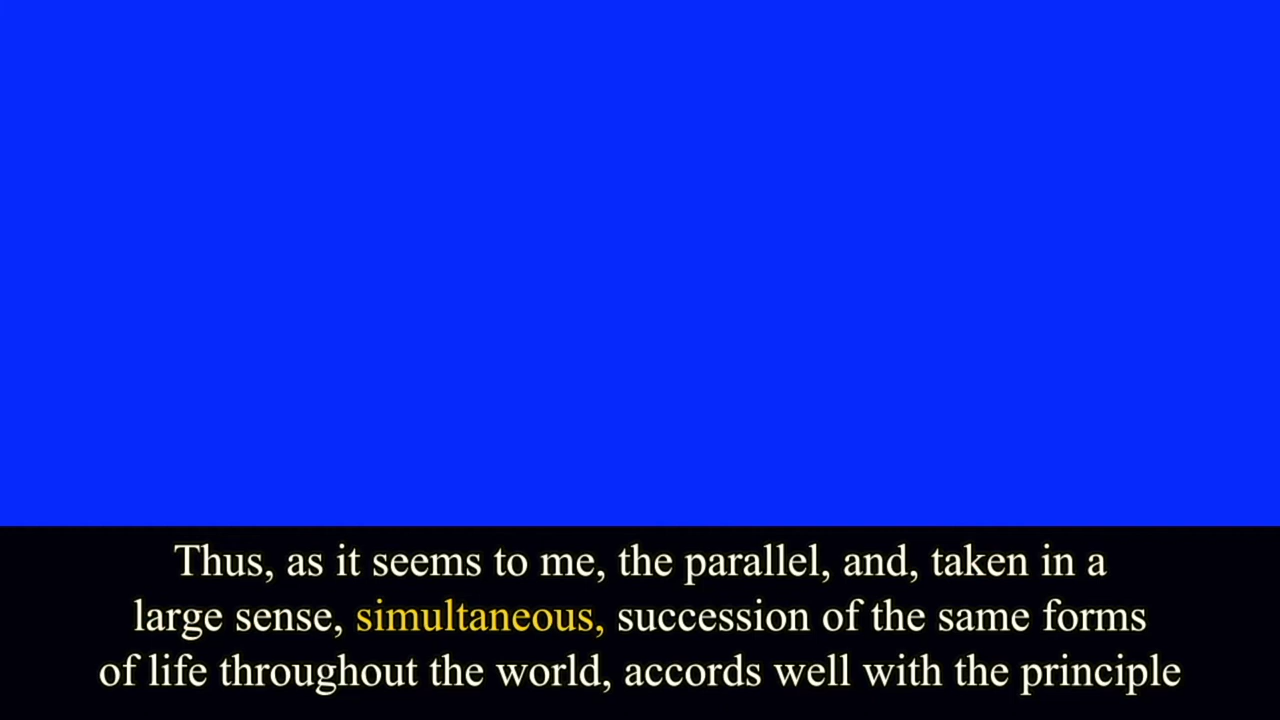 Thus, as it seems to me, the parallel, and, taken in a
large sense, simultaneous, succession of the same forms
of life throughout the world, accords well with the principle